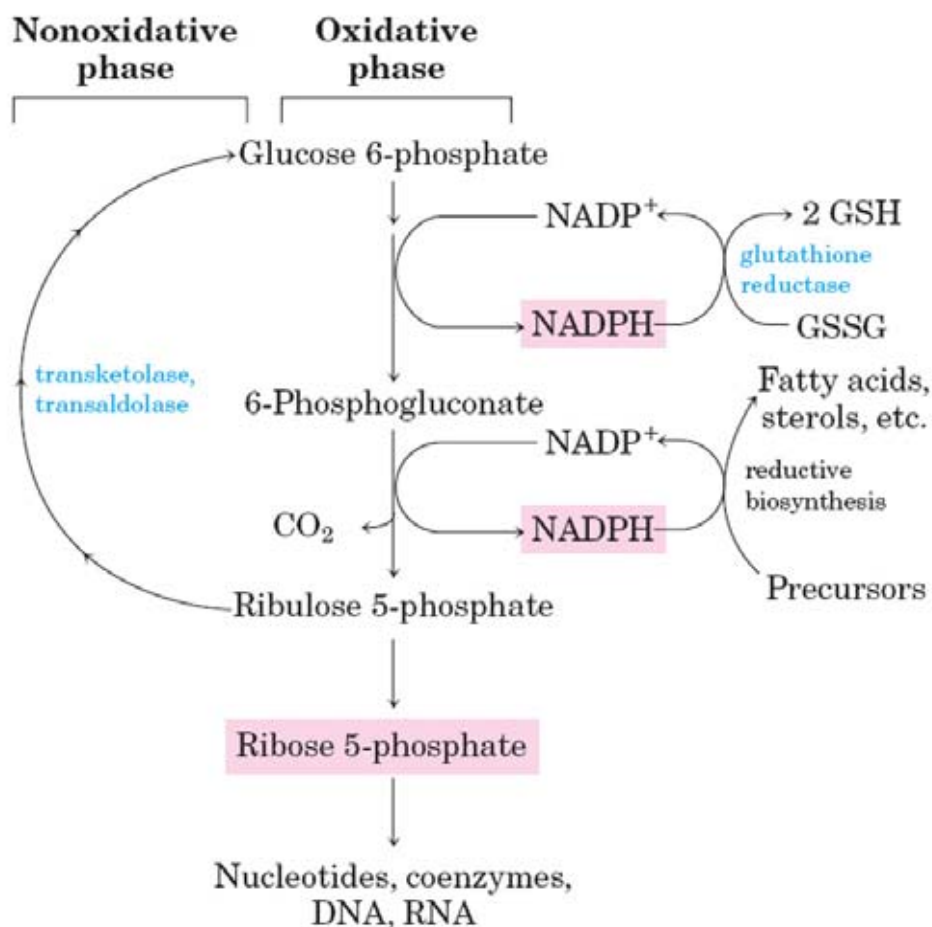 Nonoxidative
phase
Oxidative
phase
Glucose 6-phosphate
NADP+
2 GSH
glutathione
reductase
NADPH
GSSG
transketolase,
transaldolase
6-Phosphogluconate
Fatty acids,
sterols, etc.
NADP+
reductive
biosynthesis
CO2
NADPH
Precursors
Ribulose 5-phosphate
Ribose 5-phosphate
Nucleotides, coenzymes,
DNA, RNA